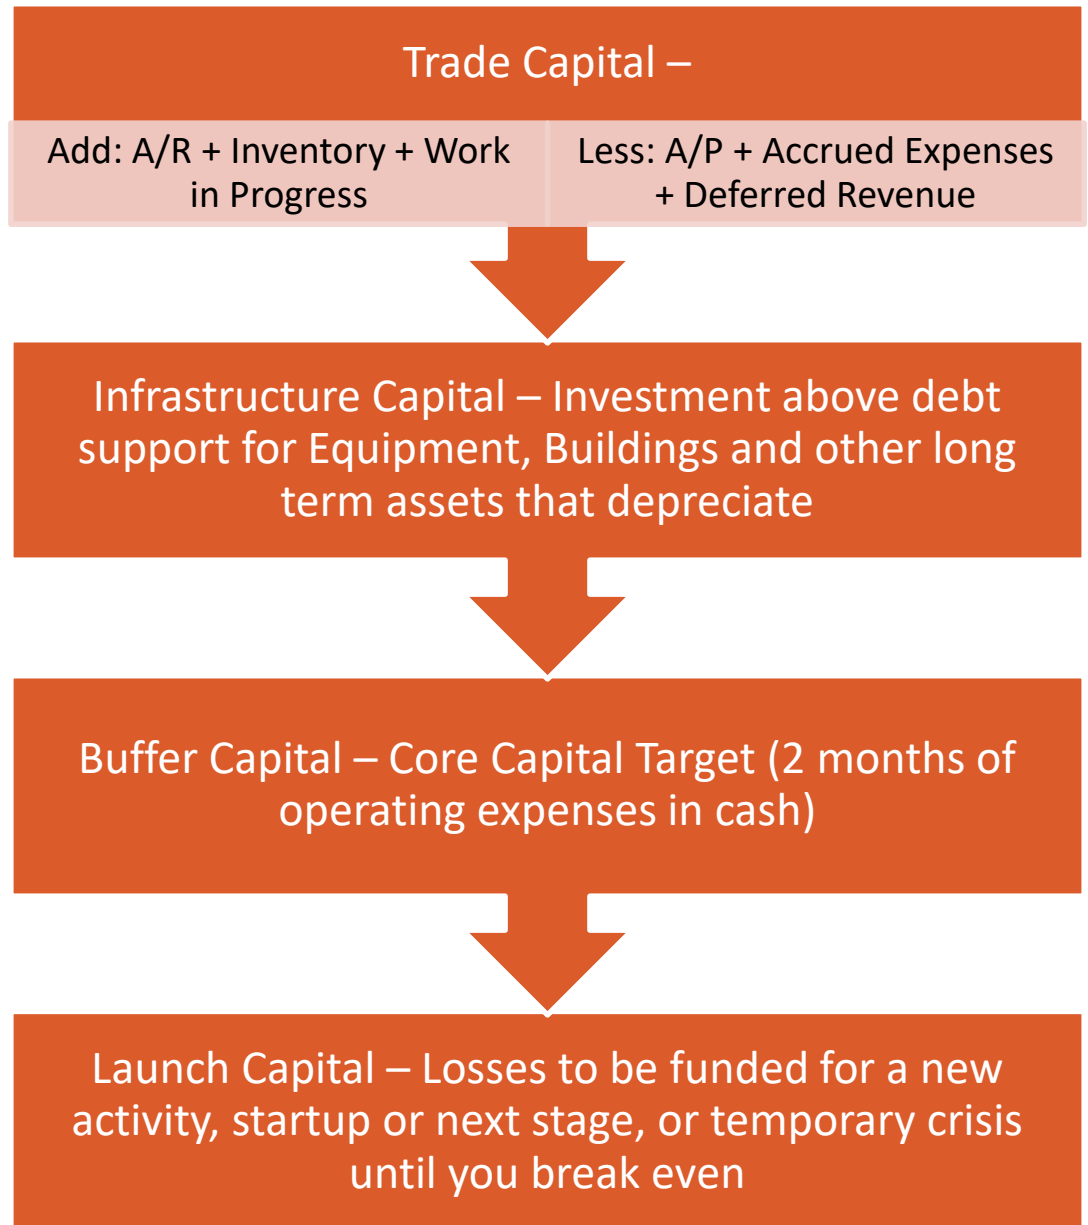 Trade Capital –
Add: A/R + Inventory + Work
in Progress
Less: A/P + Accrued Expenses
+ Deferred Revenue
Infrastructure Capital – Investment above debt
support for Equipment, Buildings and other long
term assets that depreciate
Buffer Capital – Core Capital Target (2 months of
operating expenses in cash)
Launch Capital – Losses to be funded for a new
activity, startup or next stage, or temporary crisis
until you break even